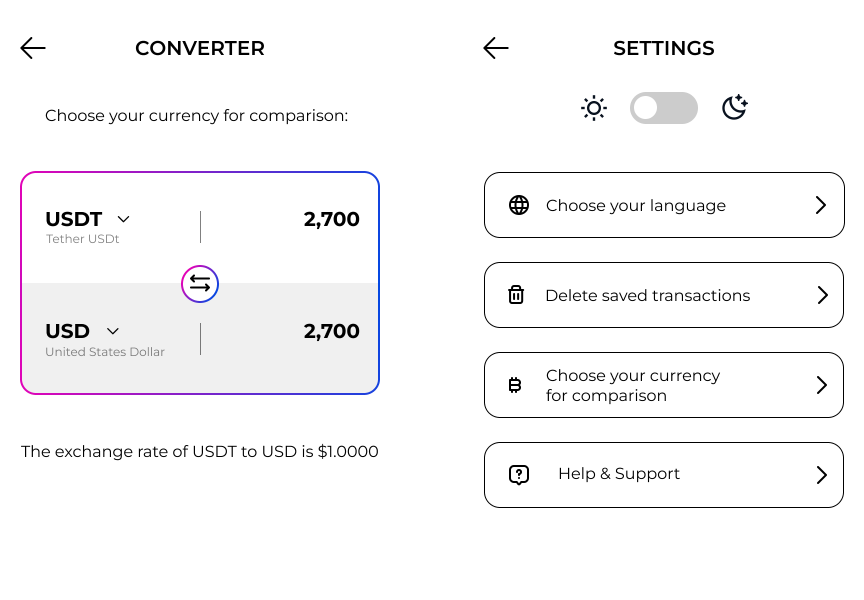 CONVERTER
Choose your currency for comparison:
USDT
2,700
Tether USDt
USD
2,700
United States Dollar
The exchange rate of USDT to USD is $1.0000
SETTINGS
Choose your language
Delete saved transactions
Choose your currency
for comparison
Help & Support